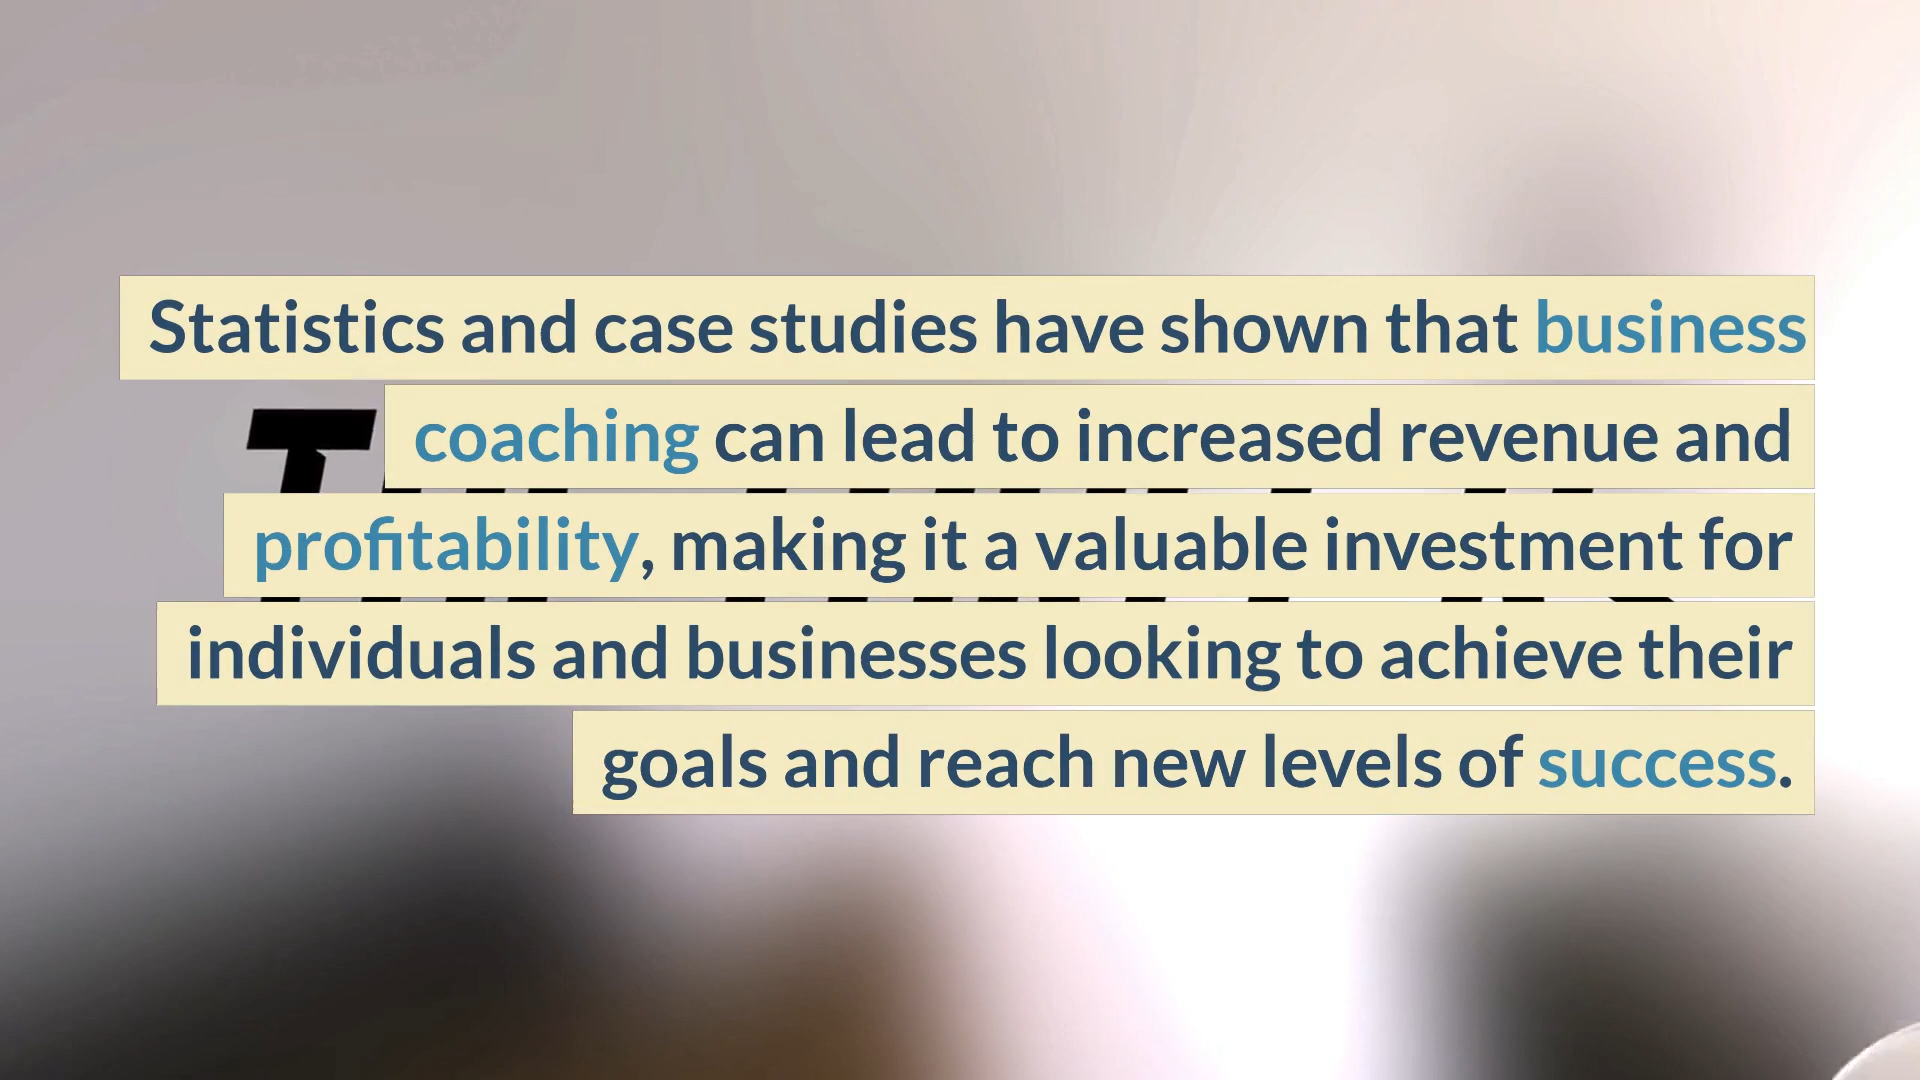 Statistics and case studies have shown that business
coaching can lead to increased revenue and
profitability, making it a valuable investment for
individuals and businesses looking to achieve their
goals and reach new levels of success.